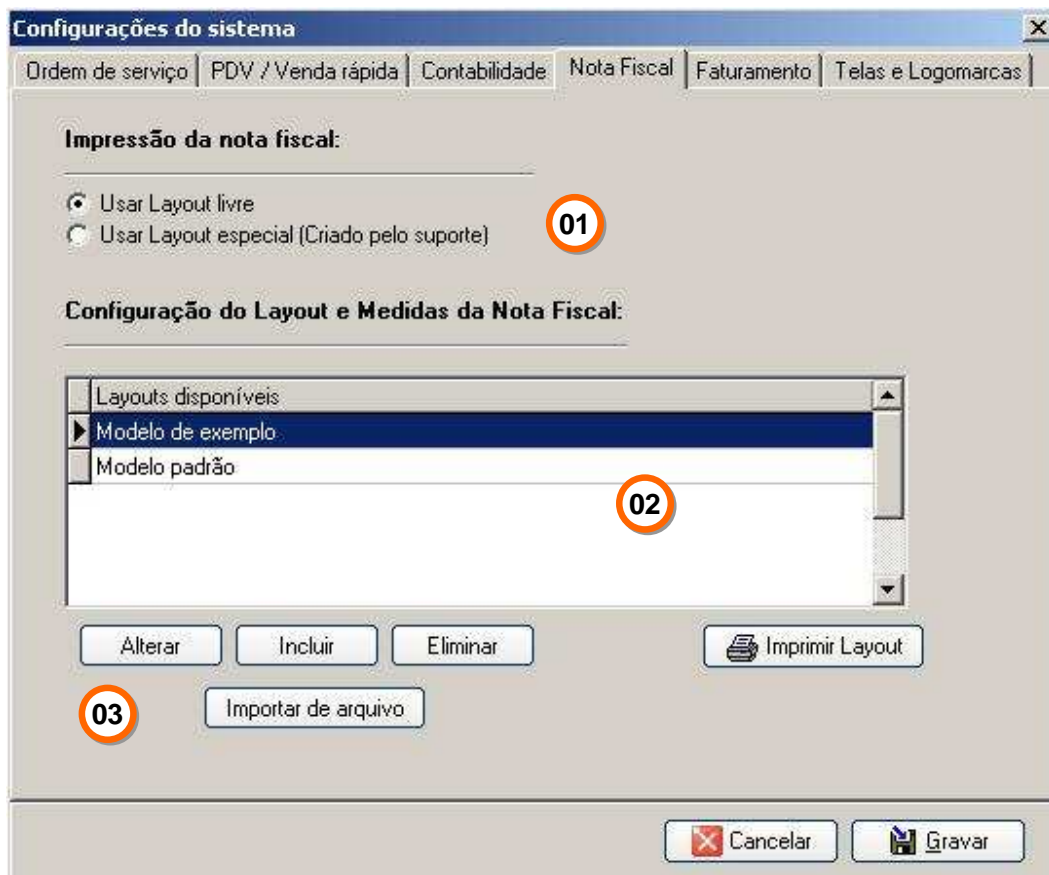 Configurações do sistema
Ordem de serviço PDV / Venda rápida Contabilidade Nota Fiscal Faturamento Telas e Logomarcas
Impressão da nota fiscal:
Usar Layout livre
Usar Layout especial (Criado pelo suporte)
01
Configuração do Layout e Medidas da Nota Fiscal:
Layouts disponíveis
Modelo de exemplo
Modelo padrão
02
Alterar Incluir Eliminar Imprimir Layout
03 Importar de arquivo
Cancelar Gravar